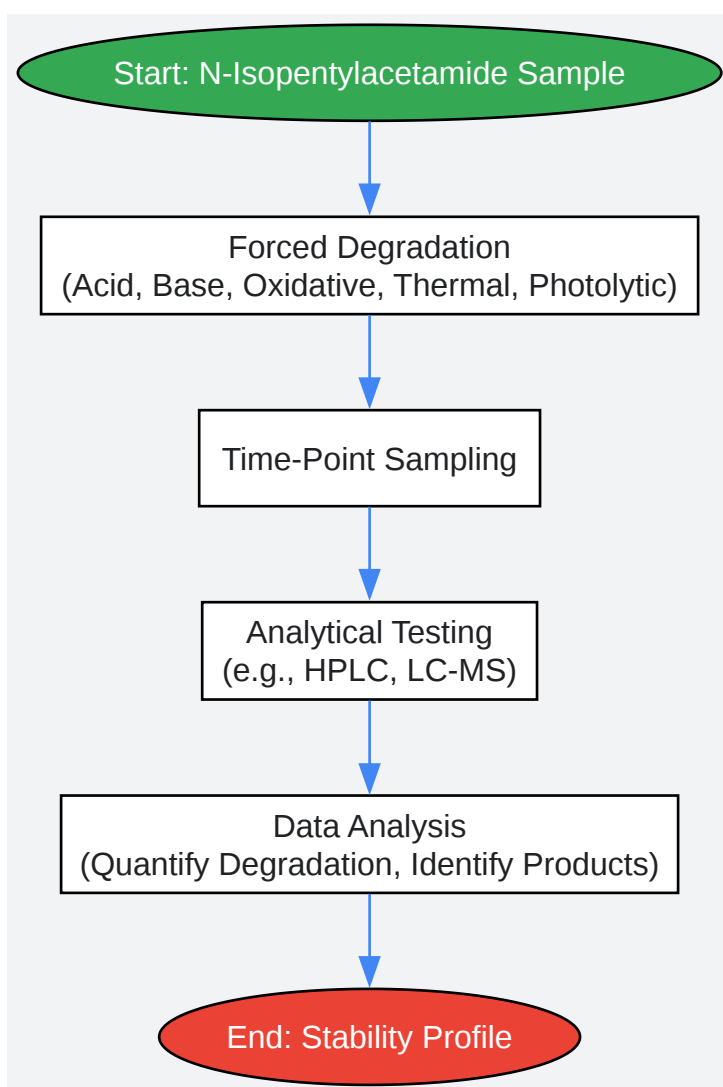 Start: N-Isopentylacetamide Sample
Forced Degradation
(Acid, Base, Oxidative, Thermal, Photolytic)
Time-Point Sampling
Analytical Testing
(e.g., HPLC, LC-MS)
Data Analysis
(Quantify Degradation, Identify Products)
End: Stability Profile